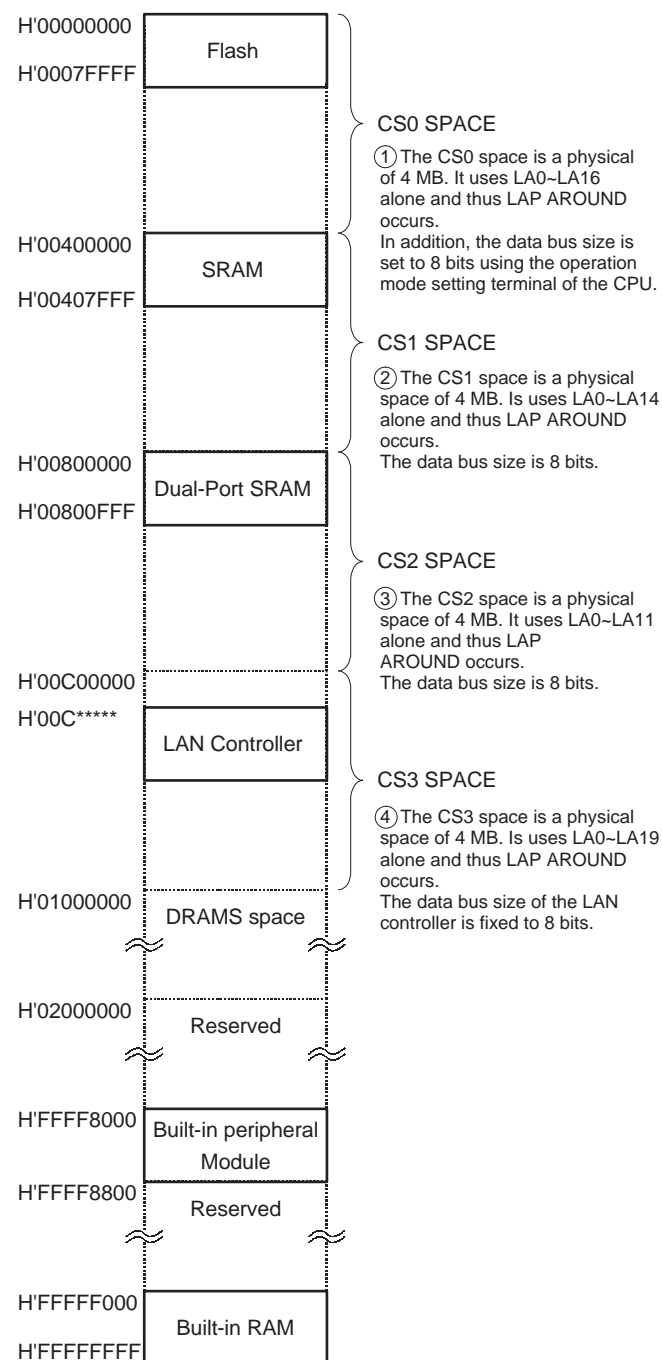 H'00000000
Flash
H'0007FFFF
CS0 SPACE
① The CS0 space is a physical
of 4 MB. It uses LA0~LA16
alone and thus LAP AROUND
occurs.
In addition, the data bus size is
set to 8 bits using the operation
mode setting terminal of the CPU.
H'00400000
SRAM
H'00407FFF
CS1 SPACE
② The CS1 space is a physical
space of 4 MB. Is uses LA0~LA14
alone and thus LAP AROUND
occurs.
The data bus size is 8 bits.
H'00800000
Dual-Port SRAM
H'00800FFF
CS2 SPACE
③ The CS2 space is a physical
space of 4 MB. It uses LA0~LA11
alone and thus LAP
AROUND occurs.
The data bus size is 8 bits.
H'00C00000
H'00C*****
LAN Controller
CS3 SPACE
④ The CS3 space is a physical
space of 4 MB. Is uses LA0~LA19
alone and thus LAP AROUND
occurs.
The data bus size of the LAN
controller is fixed to 8 bits.
H'01000000
DRAMS space
H'02000000
Reserved
H'FFFF8000
Built-in peripheral
Module
H'FFFF8800
Reserved
H'FFFFF000
Built-in RAM
H'FFFFFFFFF